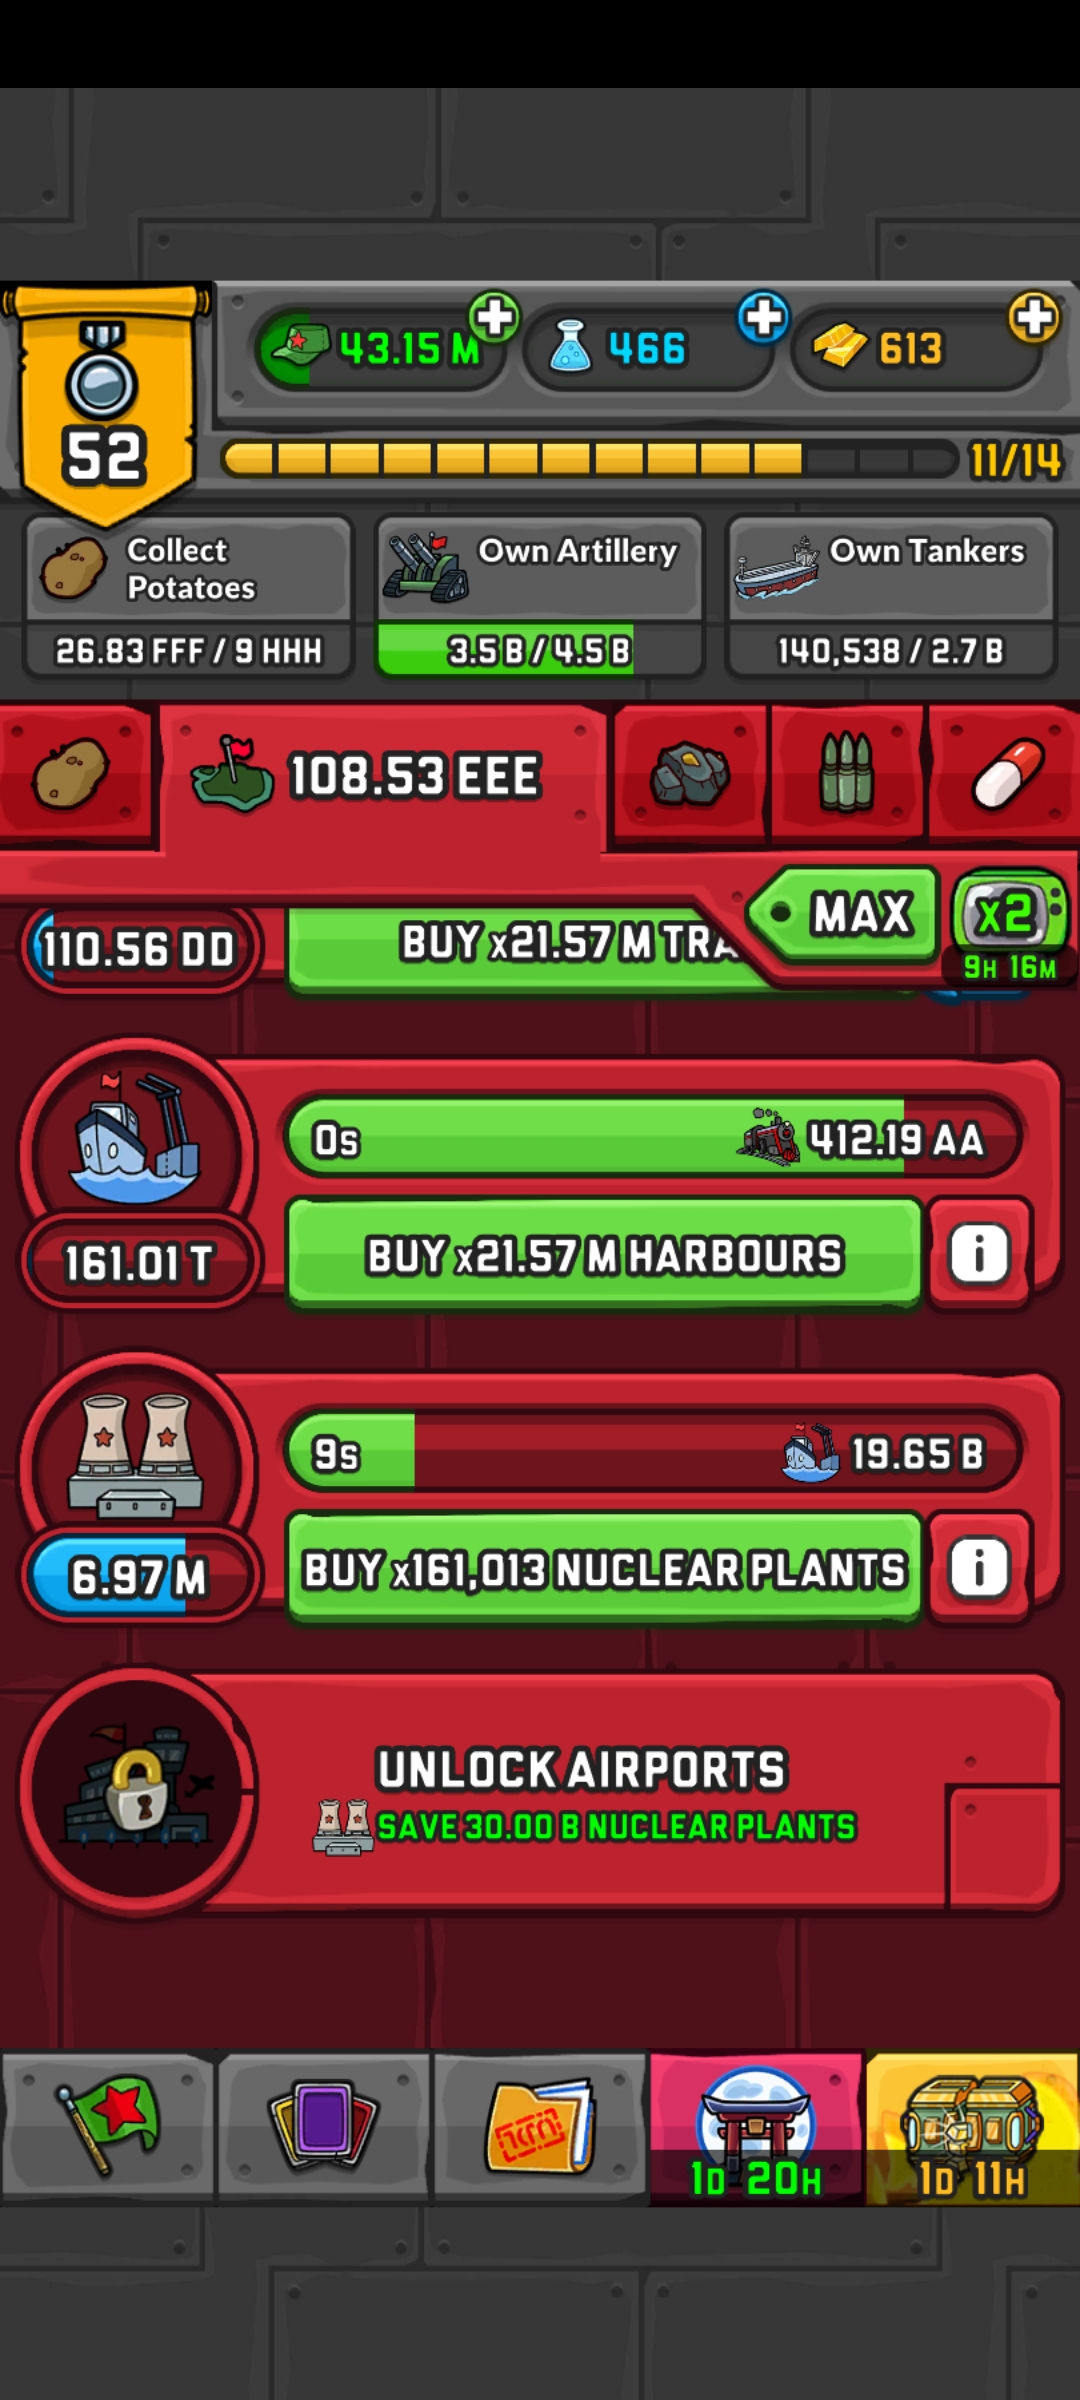 43.15 M
466
613
52
11/14
Collect
Potatoes
Own Artillery
Own Tankers
26.83 FFF / 9 HHH
3.5 B / 4.5 B
140,538 / 2.7 B
108.53 EEE
MAX
x2
9H 16M
110.56 DD
BUY x21.57 M TRA
0s
412.19 AA
161.01 T
BUY x21.57 M HARBOURS
9s
19.65 B
6.97 M
BUY x161,013 NUCLEAR PLANTS
UNLOCK AIRPORTS
SAVE 30.00 B NUCLEAR PLANTS
1D 20H
1D 11H